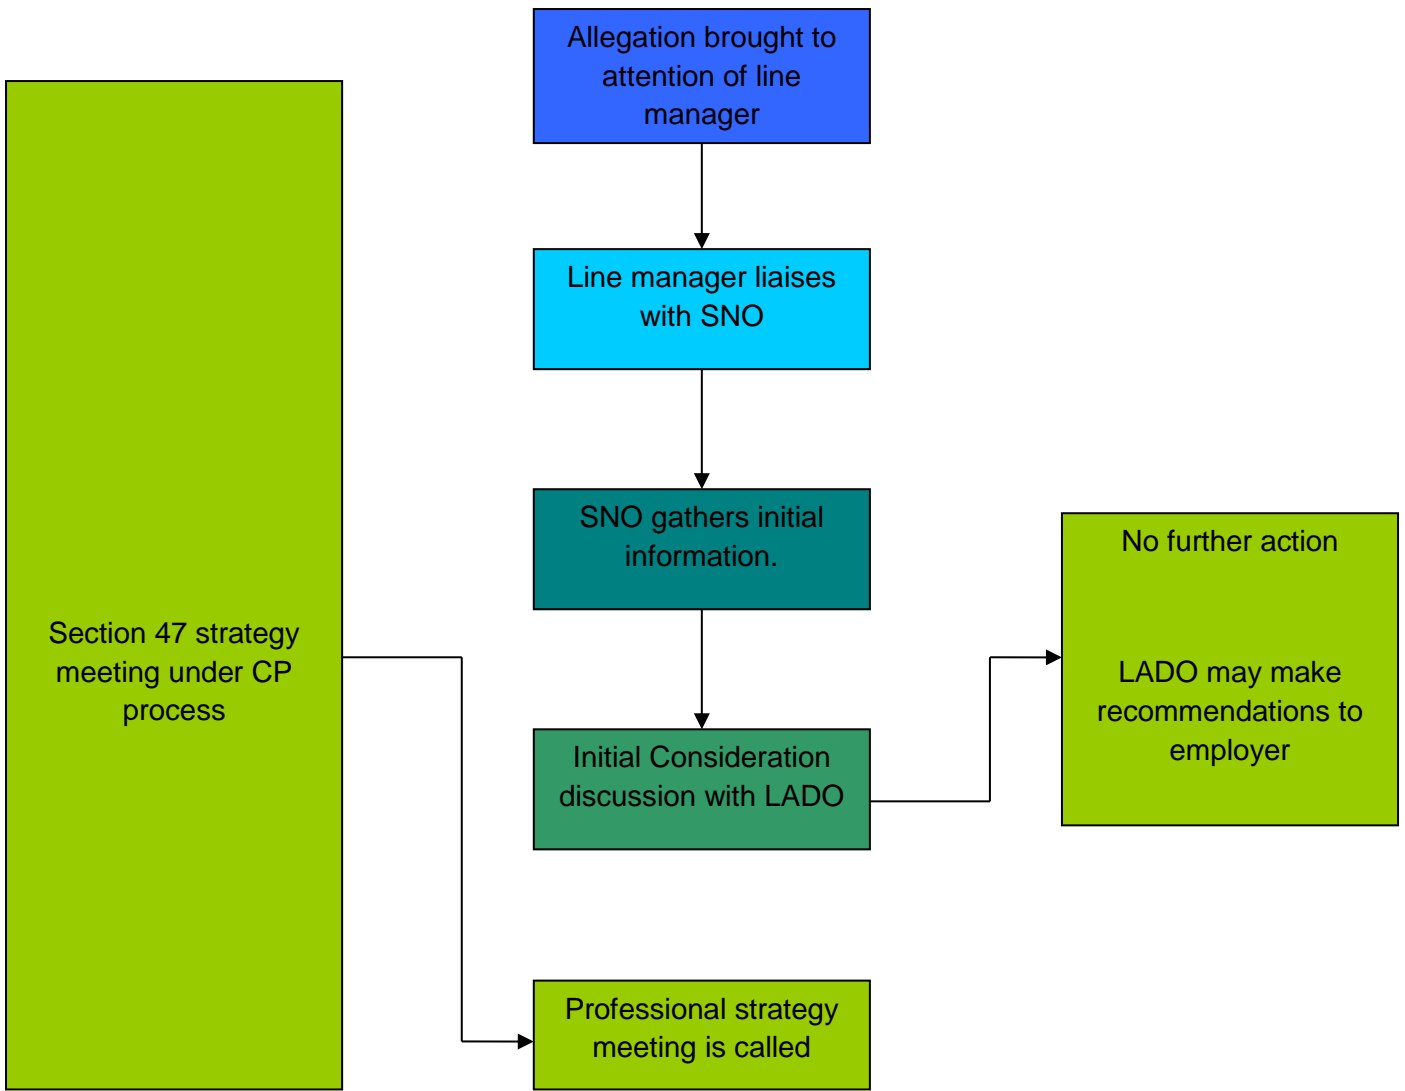 Allegation brought to
attention of line
manager
Line manager liaises
with SNO
SNO gathers initial
information.
Initial Consideration
discussion with LADO
No further action
LADO may make
recommendations to
employer
Section 47 strategy
meeting under CP
process
Professional strategy
meeting is called